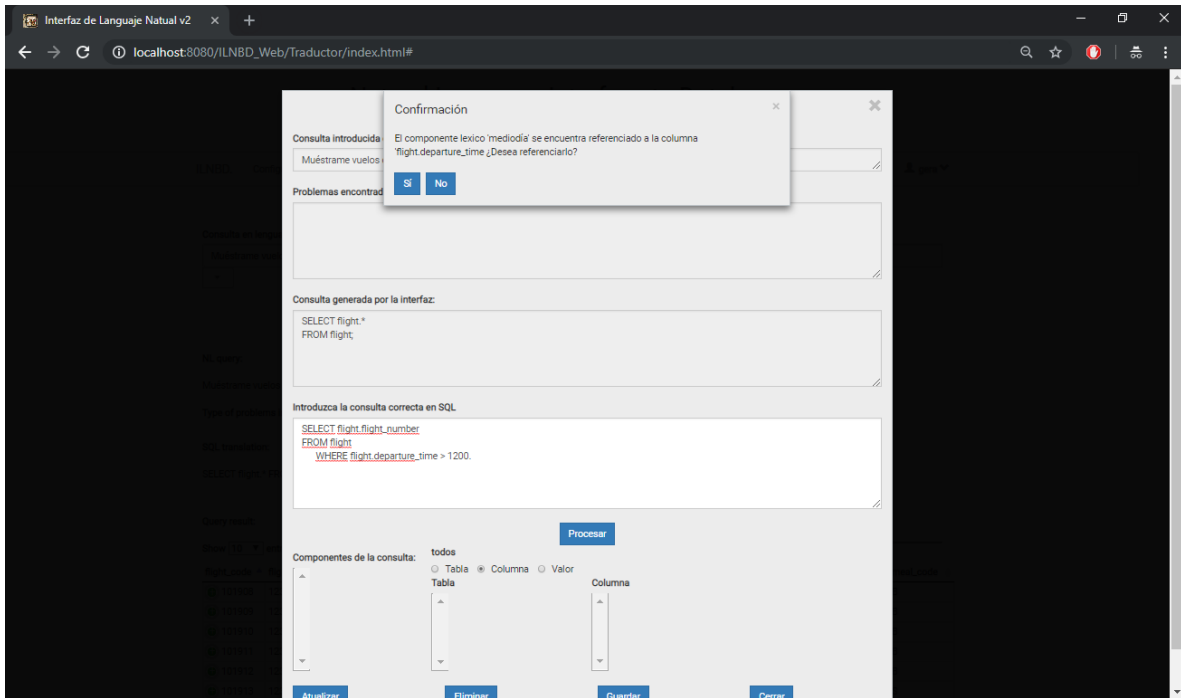 Interfaz de Languaje Natual v2
localhost:8080/ILNBD_Web/Traductor/index.html#
Confirmación
El componente lexico 'mediodía' se encuentra referenciado a la columna
'flight.departure_time ¿Desea referenciarlo?
Sí No
Consulta introducida
Muéstrame vuelos
Problemas encontrad
Consulta generada por la interfaz:
SELECT flight.*
FROM flight;
Introduzca la consulta correcta en SQL
SELECT flight.flight_number
FROM flight
WHERE flight.departure_time > 1200.
Procesar
Componentes de la consulta:
todos
Tabla Columna Valor
Tabla Columna
Atualizar Eliminar Guardar Cerrar